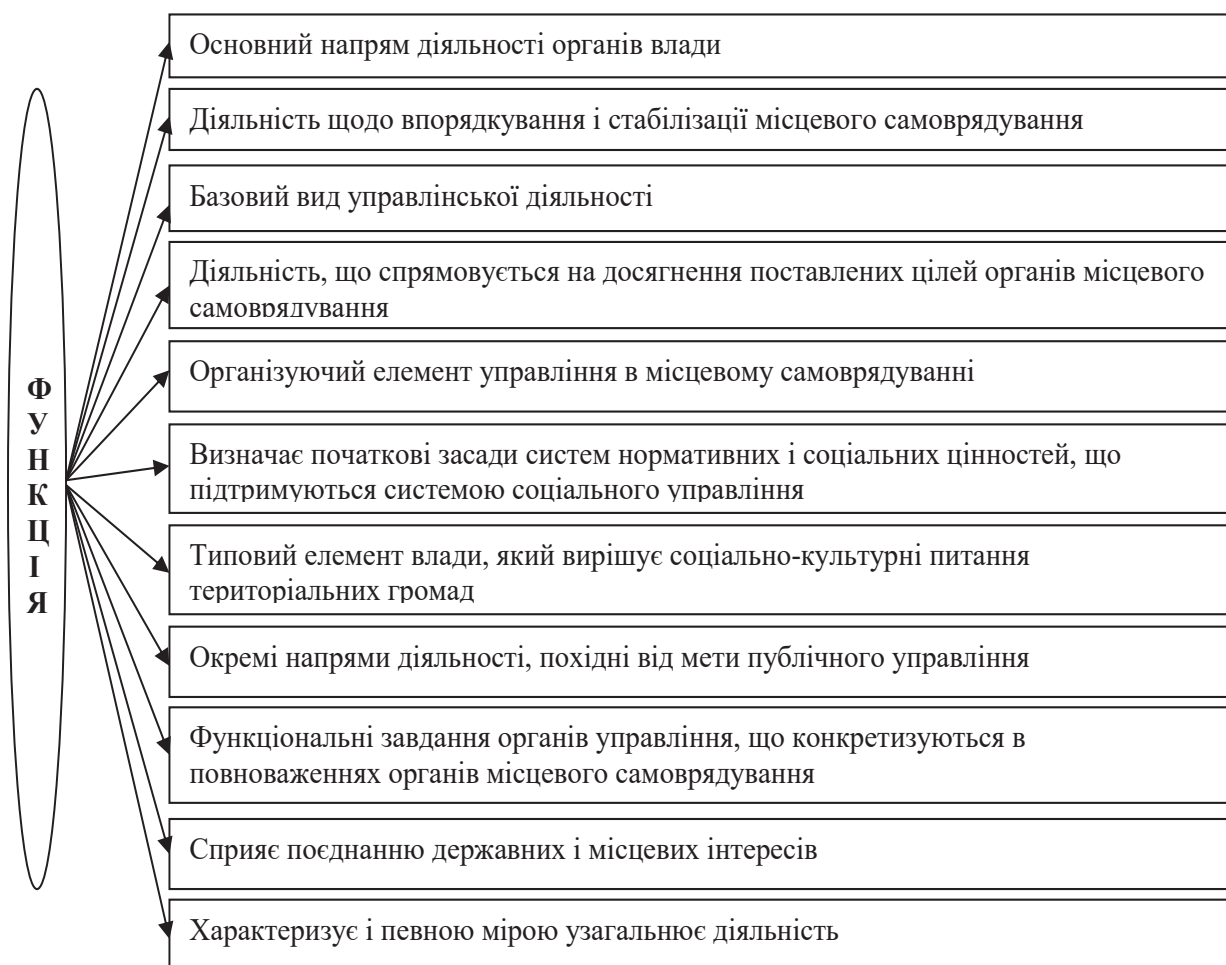 Основний напрям діяльності органів влади
Діяльність щодо впорядкування і стабілізації місцевого самоврядування
Базовий вид управлінської діяльності
Діяльність, що спрямовується на досягнення поставлених цілей органів місцевого
самоврядування
Організуючий елемент управління в місцевому самоврядуванні
Визначає початкові засади систем нормативних і соціальних цінностей, що
підтримуються системою соціального управління
Типовий елемент влади, який вирішує соціально-культурні питання
територіальних громад
Окремі напрями діяльності, похідні від мети публічного управління
Функціональні завдання органів управління, що конкретизуються в
повноваженнях органів місцевого самоврядування
Сприяє поєднанню державних і місцевих інтересів
Характеризує і певною мірою узагальнює діяльність
Ф
У
Н
К
Ц
І
Я